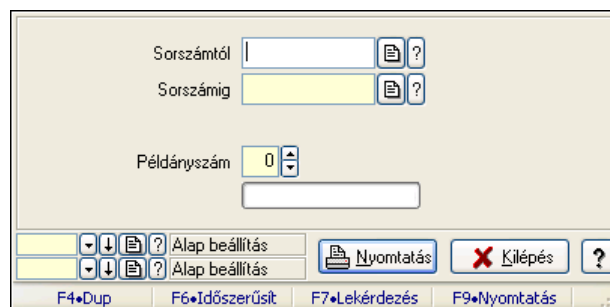 Sorszámtól ?
Sorszámig ?
Példányszám 0
? Alap beállítás
? Alap beállítás
Nyomtatás Kilépés ?
F4•Dup F6•Időszerűsít F7•Lekérdezés F9•Nyomtatás